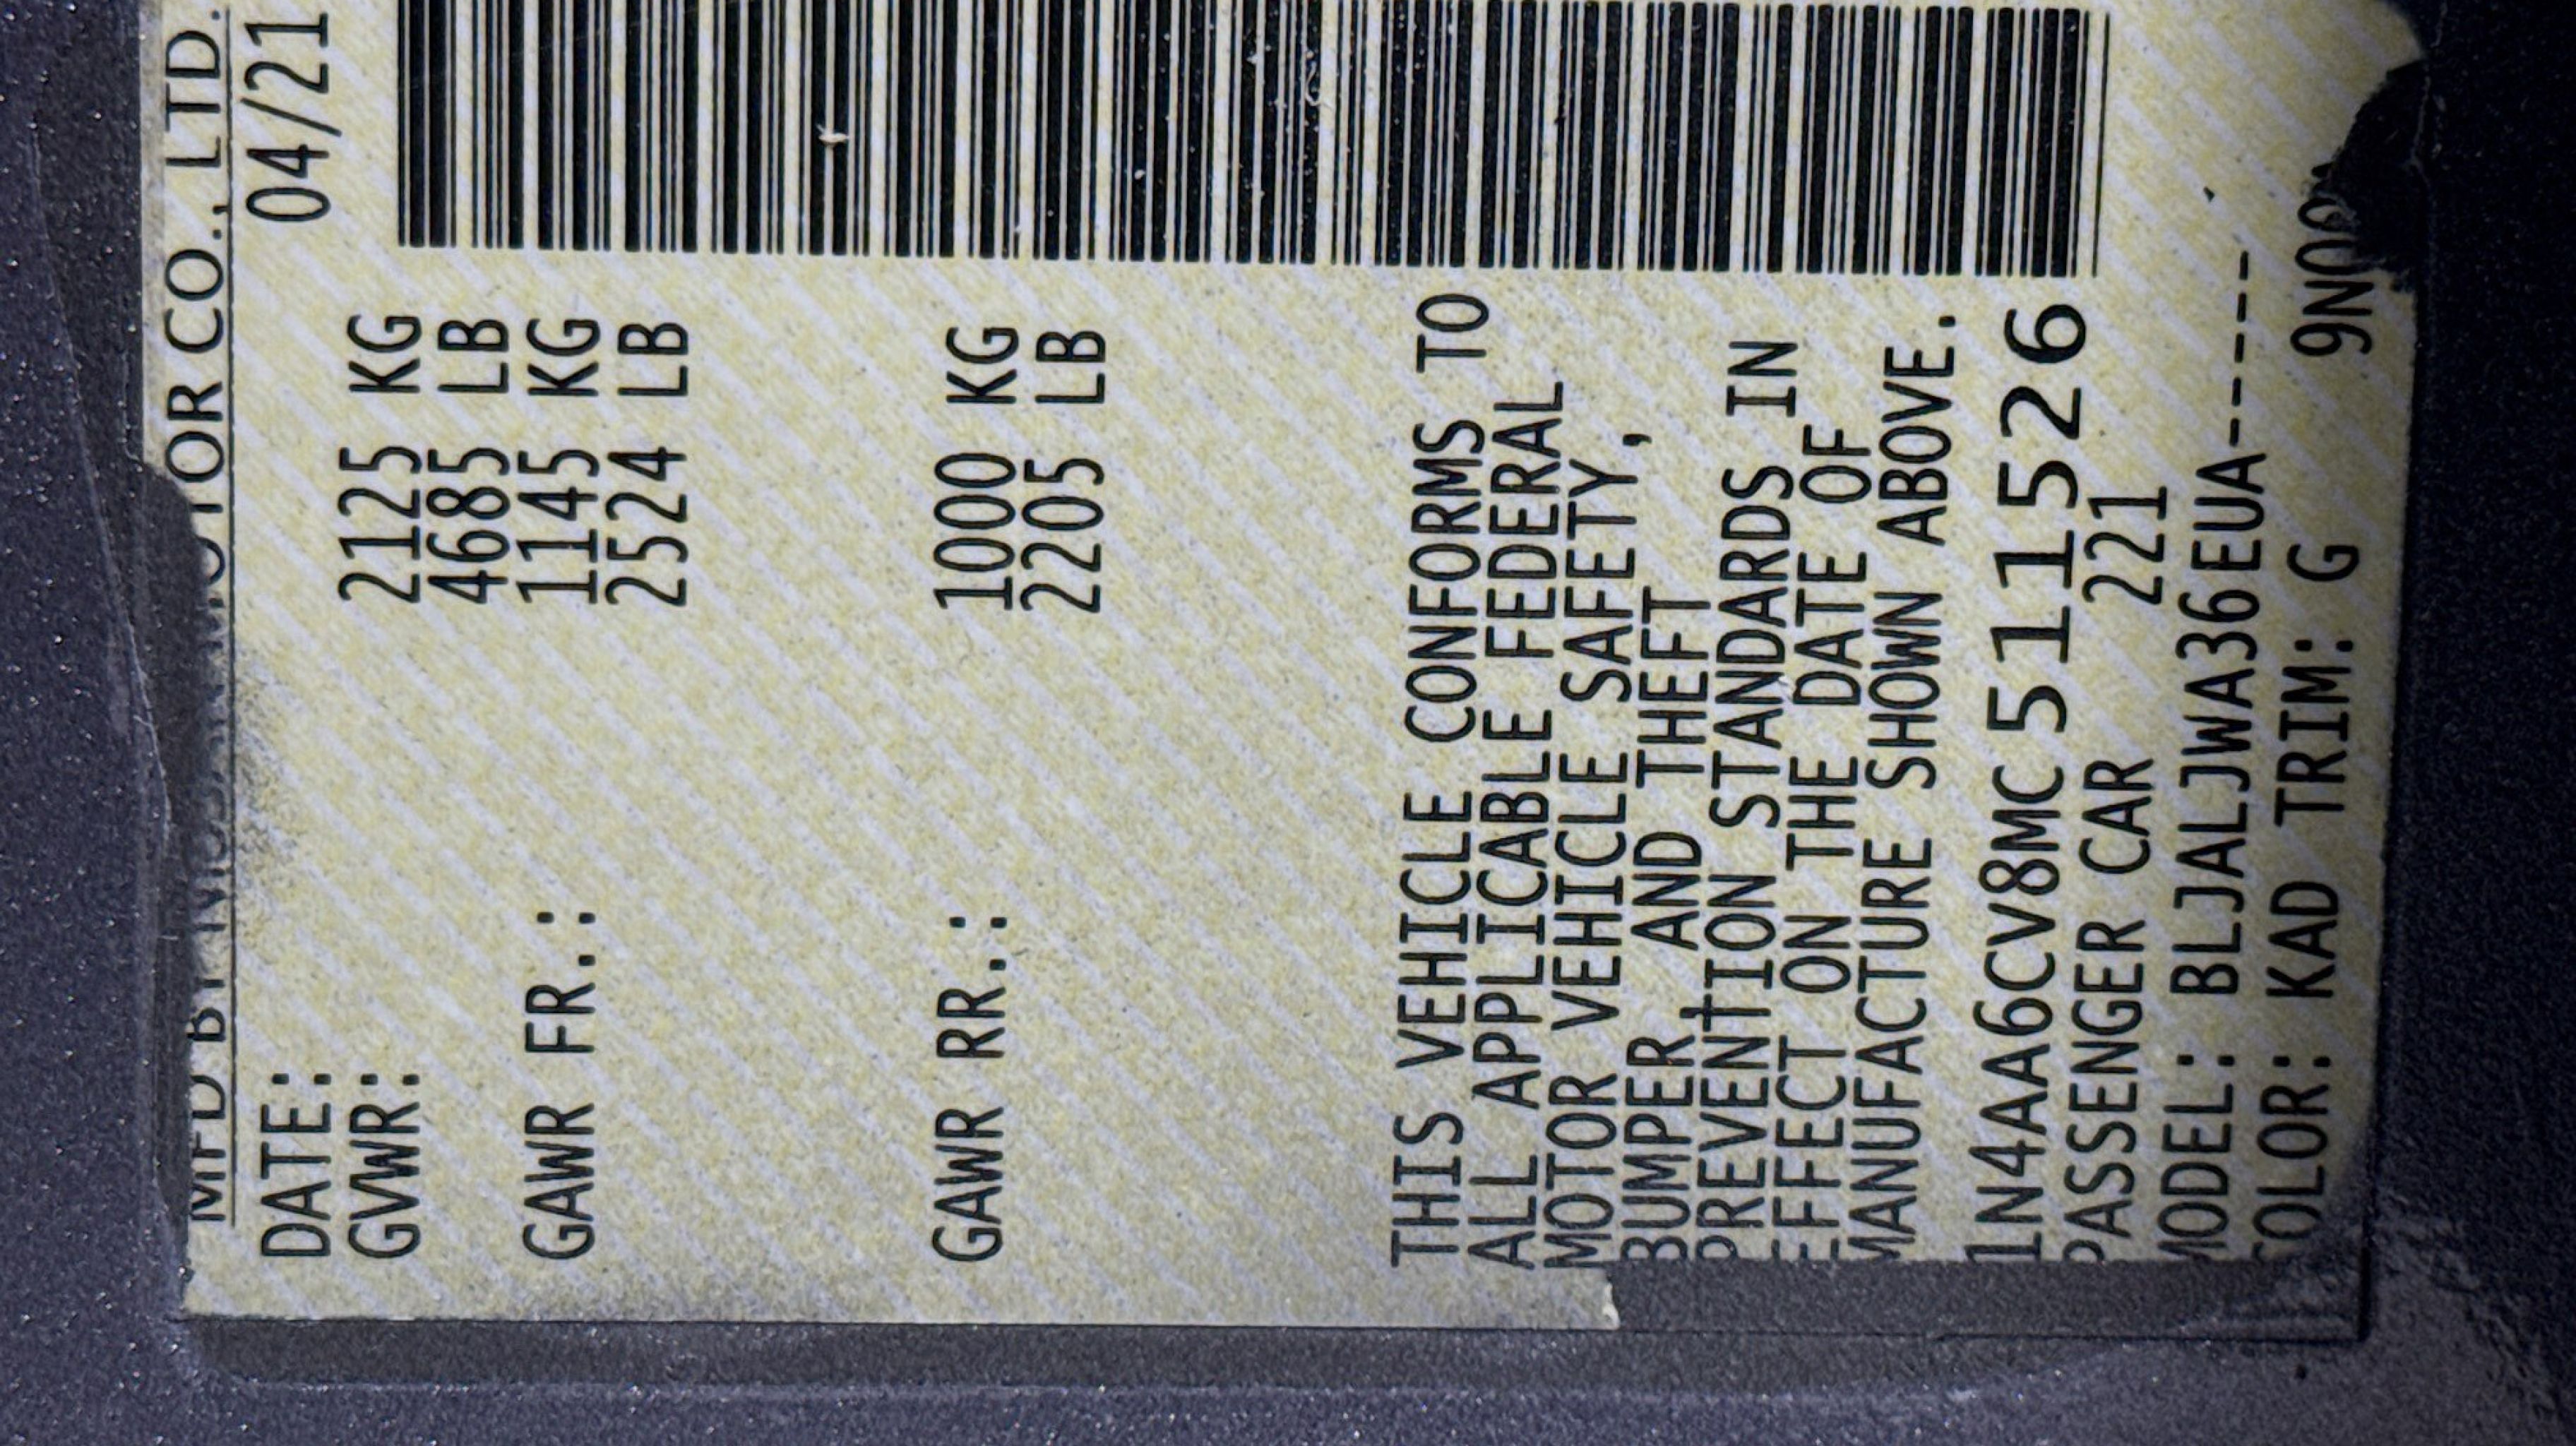 MFD BY NISSAN MOTOR CO., LTD.
DATE: 04/21
GVWR: 2125 KG
4685 LB
GAWR FR.: 1145 KG
2524 LB
GAWR RR.: 1000 KG
2205 LB
THIS VEHICLE CONFORMS TO
ALL APPLICABLE FEDERAL
MOTOR VEHICLE SAFETY,
BUMPER AND THEFT
PREVENTION STANDARDS IN
EFFECT ON THE DATE OF
MANUFACTURE SHOWN ABOVE.
1N4AA6CV8MC511526
PASSENGER CAR 221
MODEL: BLJALJWA36EUA------
COLOR: KAD TRIM: G